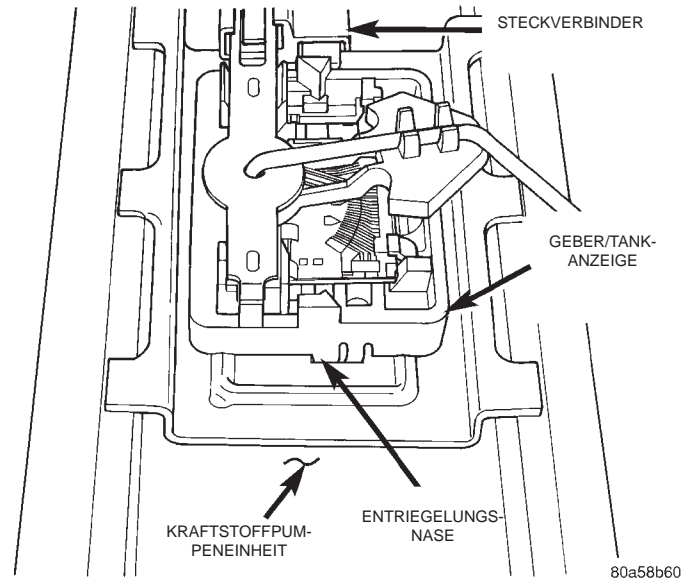 STECKVERBINDER
GEBER/TANK-
ANZEIGE
ENTRIEGELUNGS-
NASE
KRAFTSTOFFPUM-
PENEINHEIT
80a58b60